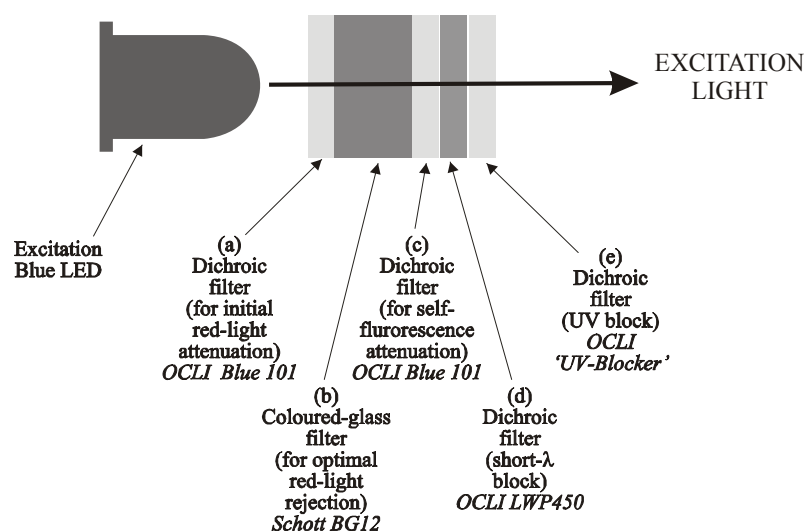 EXCITATION
LIGHT
Excitation
Blue LED
(a)
Dichroic
filter
(for initial
red-light
attenuation)
OCLI Blue 101
(b)
Coloured-glass
filter
(for optimal
red-light
rejection)
Schott BG12
(c)
Dichroic
filter
(for self-
flurorescence
attenuation)
OCLI Blue 101
(d)
Dichroic
filter
(short-λ
block)
OCLI LWP450
(e)
Dichroic
filter
(UV block)
OCLI
‘UV-Blocker’